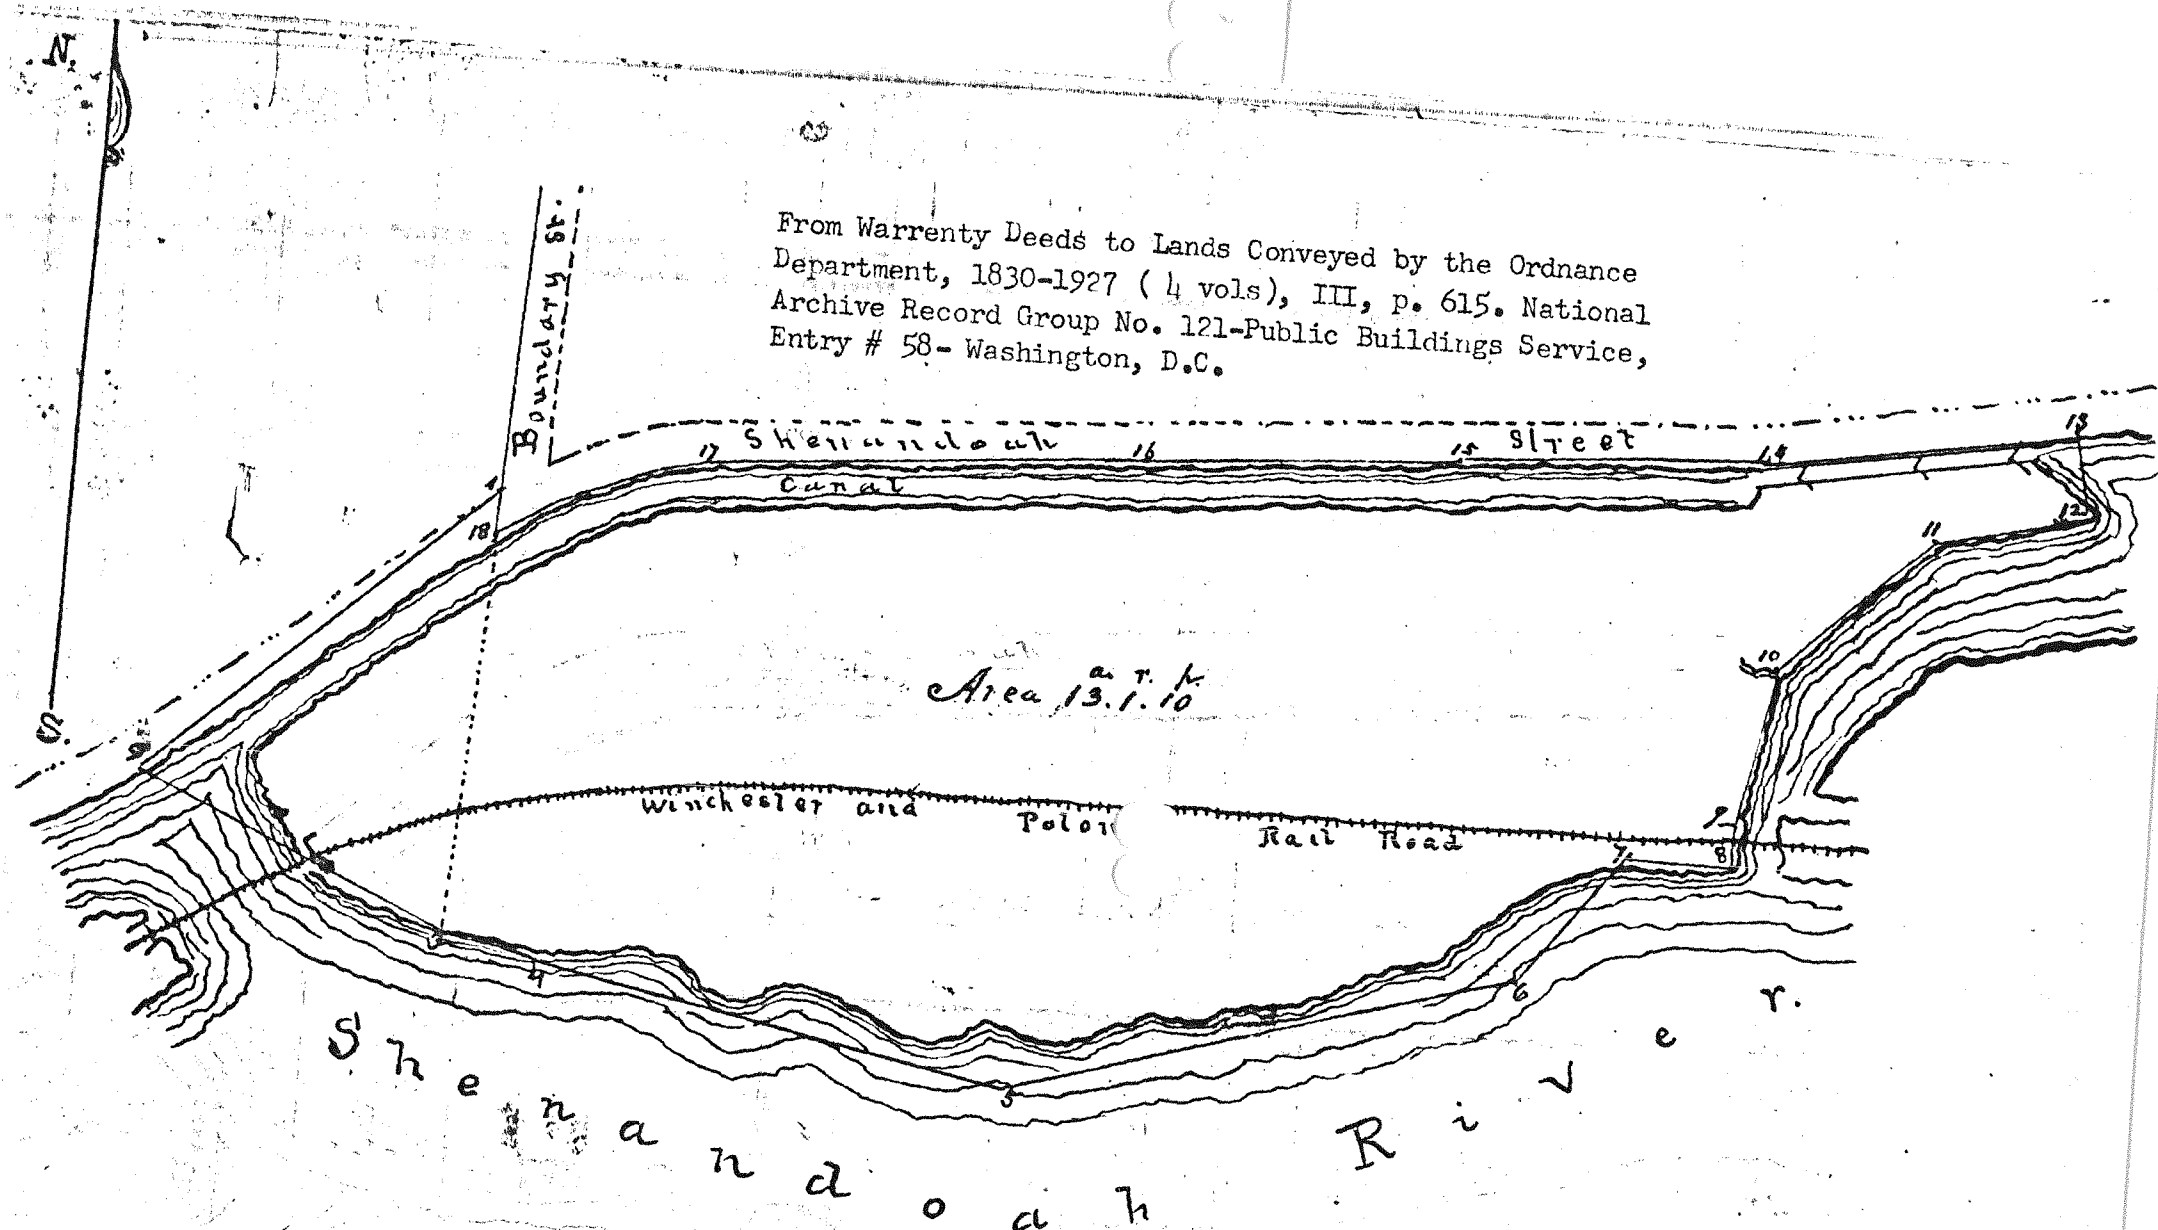 N.
S.
Boundary St.
From Warrenty Deeds to Lands Conveyed by the Ordnance
Department, 1830-1927 ( 4 vols), III, p. 615. National
Archive Record Group No. 121-Public Buildings Service,
Entry # 58- Washington, D.C.
Shenandoah Street
Canal
1
18
17
16
15
14
13
12
11
10
a. r. p.
Area 13.1.10
Winchester and Poto Rail Road
9
8
7
4
6
5
Shenandoah River.